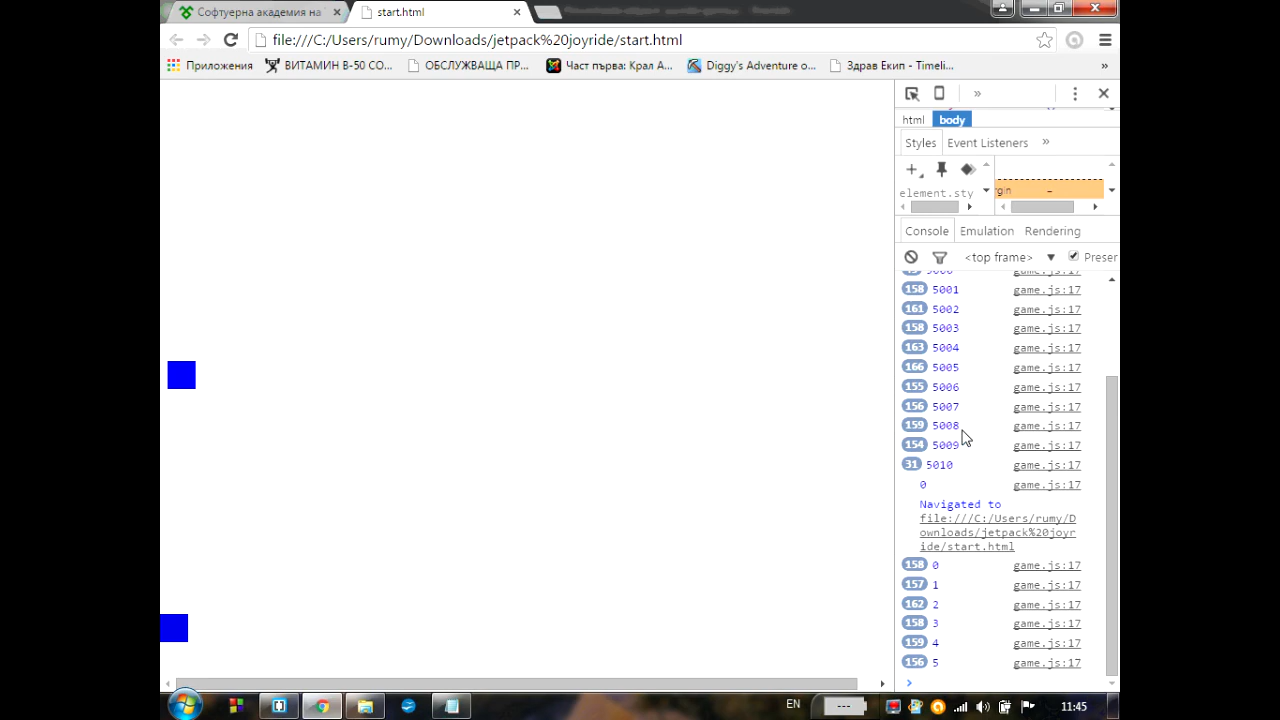 Софтуерна академия на
start.html
file:///C:/Users/rumy/Downloads/jetpack%20joyride/start.html
Приложения
ВИТАМИН B-50 CO...
ОБСЛУЖВАЩА ПР...
Част първа: Крал А...
Diggy's Adventure o...
Здрав Екип - Timeli...
»
»
html body
Styles Event Listeners »
element.sty
rgin –
Console Emulation Rendering
<top frame> ▼ Preser
game.js:17
158 5001 game.js:17
161 5002 game.js:17
158 5003 game.js:17
163 5004 game.js:17
166 5005 game.js:17
155 5006 game.js:17
156 5007 game.js:17
159 5008 game.js:17
154 5009 game.js:17
31 5010 game.js:17
0 game.js:17
Navigated to
file:///C:/Users/rumy/D
ownloads/jetpack%20joyr
ide/start.html
158 0 game.js:17
157 1 game.js:17
162 2 game.js:17
158 3 game.js:17
159 4 game.js:17
156 5 game.js:17
>
EN --- 11:45